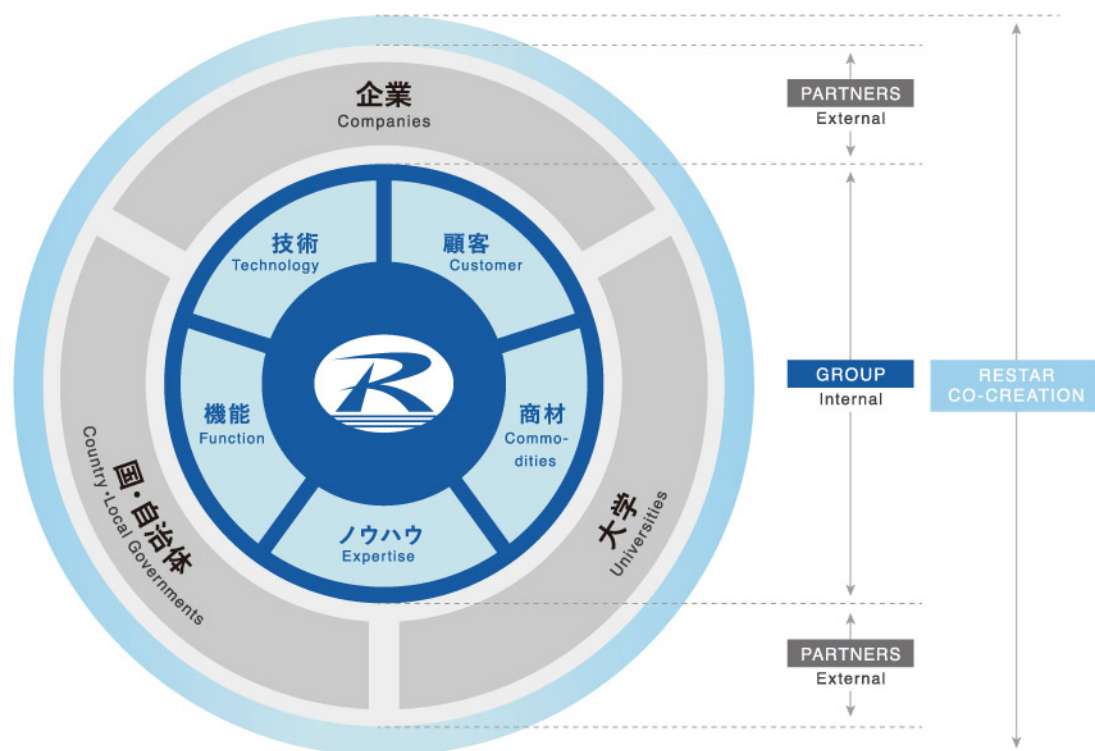 企業
Companies
技術
Technology
顧客
Customer
機能
Function
商材
Commo-
dities
ノウハウ
Expertise
国・自治体
Country・Local Governments
大学
Universities
PARTNERS
External
GROUP
Internal
RESTAR
CO-CREATION
PARTNERS
External